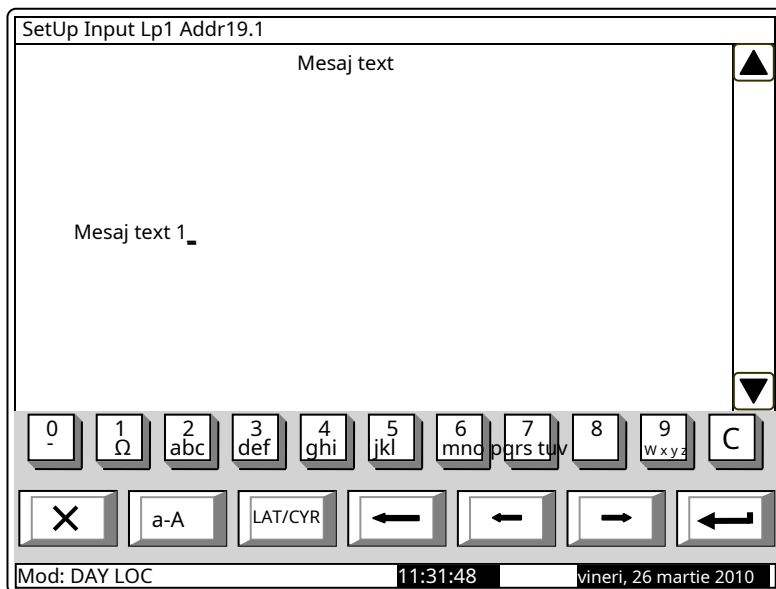 SetUp Input Lp1 Addr19.1
Mesaj text
Mesaj text 1_
0 1 2 3 4 5 6 7 8 9 C
- Ω abc def ghi jkl mno pqrs tuv w x y z
a-A LAT/CYR
Mod: DAY LOC 11:31:48 vineri, 26 martie 2010